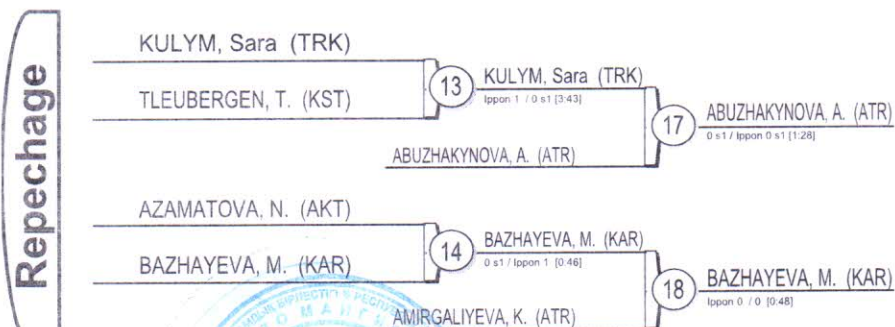 Repechage
KULYM, Sara (TRK)
TLEUBERGEN, T. (KST)
13
KULYM, Sara (TRK)
Ippon 1 / 0 s1 [3:43]
ABUZHAKYNOVA, A. (ATR)
17
ABUZHAKYNOVA, A. (ATR)
0 s1 / Ippon 0 s1 [1:28]
AZAMATOVA, N. (AKT)
BAZHAYEVA, M. (KAR)
14
BAZHAYEVA, M. (KAR)
0 s1 / Ippon 1 [0:46]
AMIRGALIYEVA, K. (ATR)
18
BAZHAYEVA, M. (KAR)
Ippon 0 / 0 [0:48]